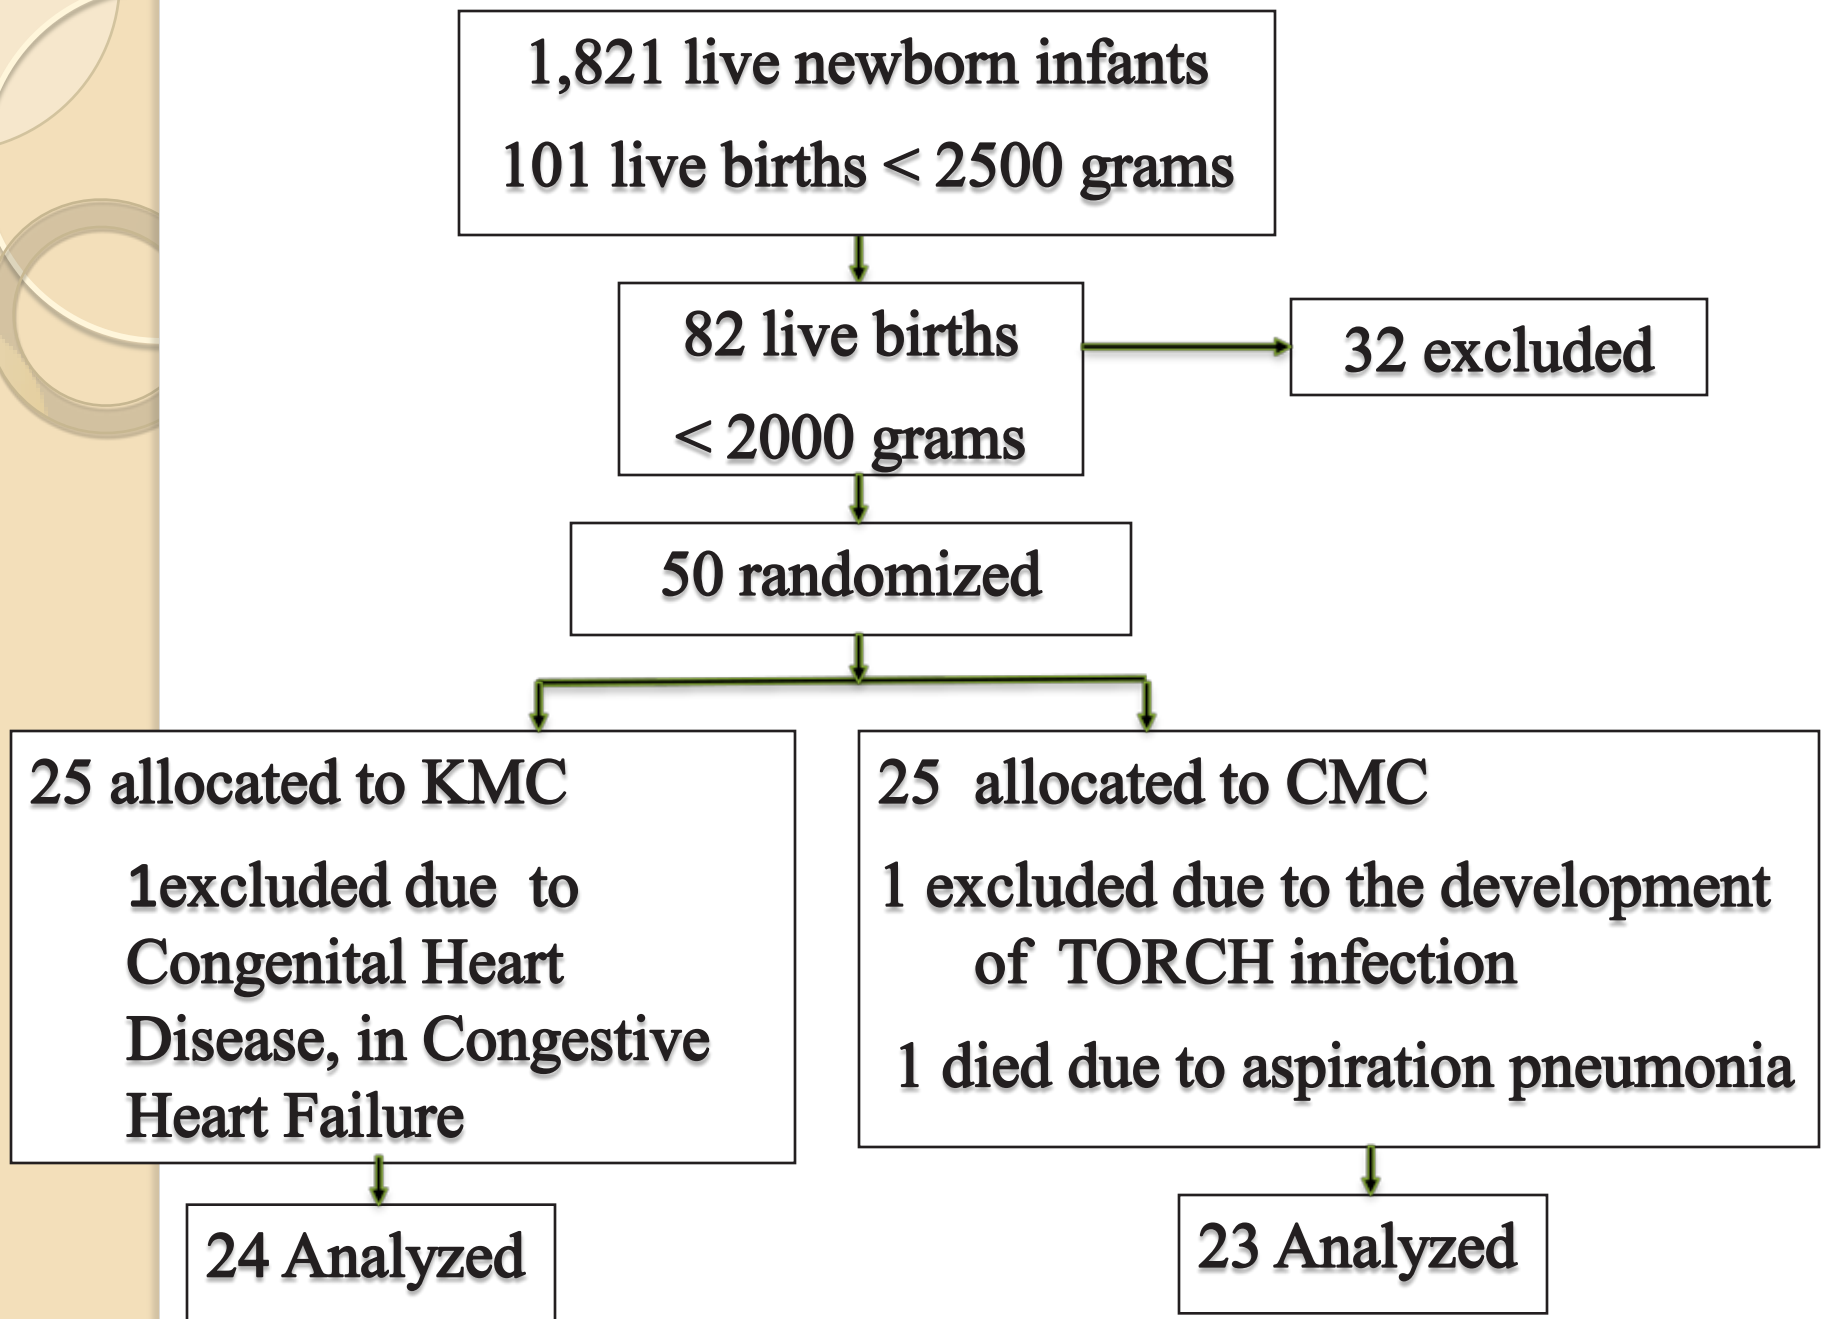 1,821 live newborn infants
101 live births < 2500 grams
82 live births
< 2000 grams
32 excluded
50 randomized
25 allocated to KMC
1excluded due to
Congenital Heart
Disease, in Congestive
Heart Failure
25 allocated to CMC
1 excluded due to the development
of TORCH infection
1 died due to aspiration pneumonia
24 Analyzed
23 Analyzed